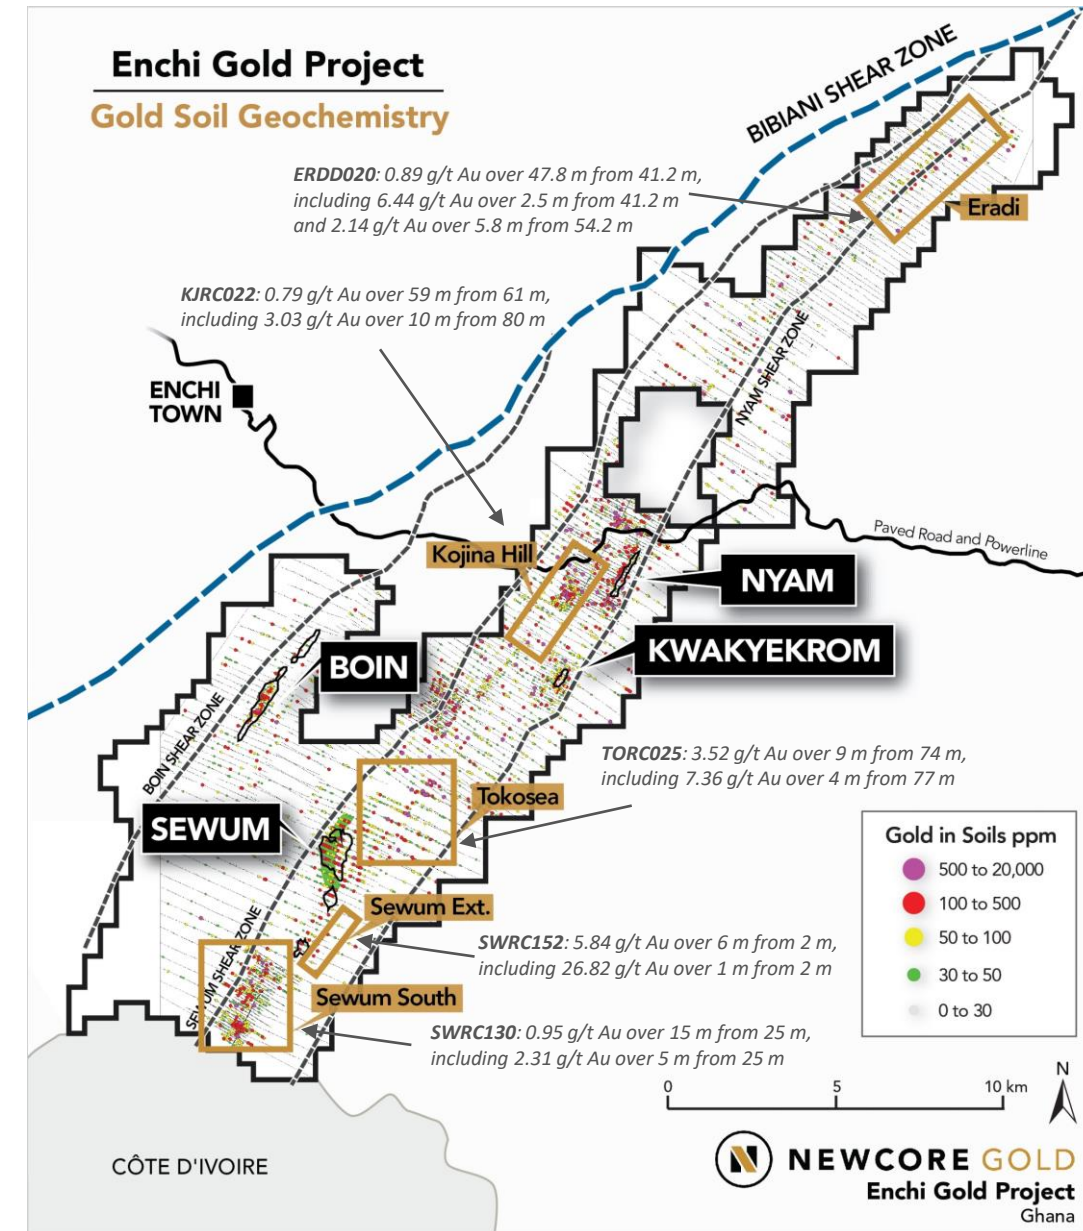 Enchi Gold Project
Gold Soil Geochemistry
BIBIANI SHEAR ZONE
ERDD020: 0.89 g/t Au over 47.8 m from 41.2 m,
including 6.44 g/t Au over 2.5 m from 41.2 m
and 2.14 g/t Au over 5.8 m from 54.2 m
Eradi
KJRC022: 0.79 g/t Au over 59 m from 61 m,
including 3.03 g/t Au over 10 m from 80 m
NYAM SHEAR ZONE
ENCHI
TOWN
Paved Road and Powerline
Kojina Hill
NYAM
KWAKYEKROM
BOIN
BOIN SHEAR ZONE
TORC025: 3.52 g/t Au over 9 m from 74 m,
including 7.36 g/t Au over 4 m from 77 m
Tokosea
SEWUM
Gold in Soils ppm
500 to 20,000
100 to 500
50 to 100
30 to 50
0 to 30
Sewum Ext.
SEWUM SHEAR ZONE
SWRC152: 5.84 g/t Au over 6 m from 2 m,
including 26.82 g/t Au over 1 m from 2 m
Sewum South
SWRC130: 0.95 g/t Au over 15 m from 25 m,
including 2.31 g/t Au over 5 m from 25 m
0 5 10 km
N
CÔTE D'IVOIRE
N NEWCORE GOLD
Enchi Gold Project
Ghana